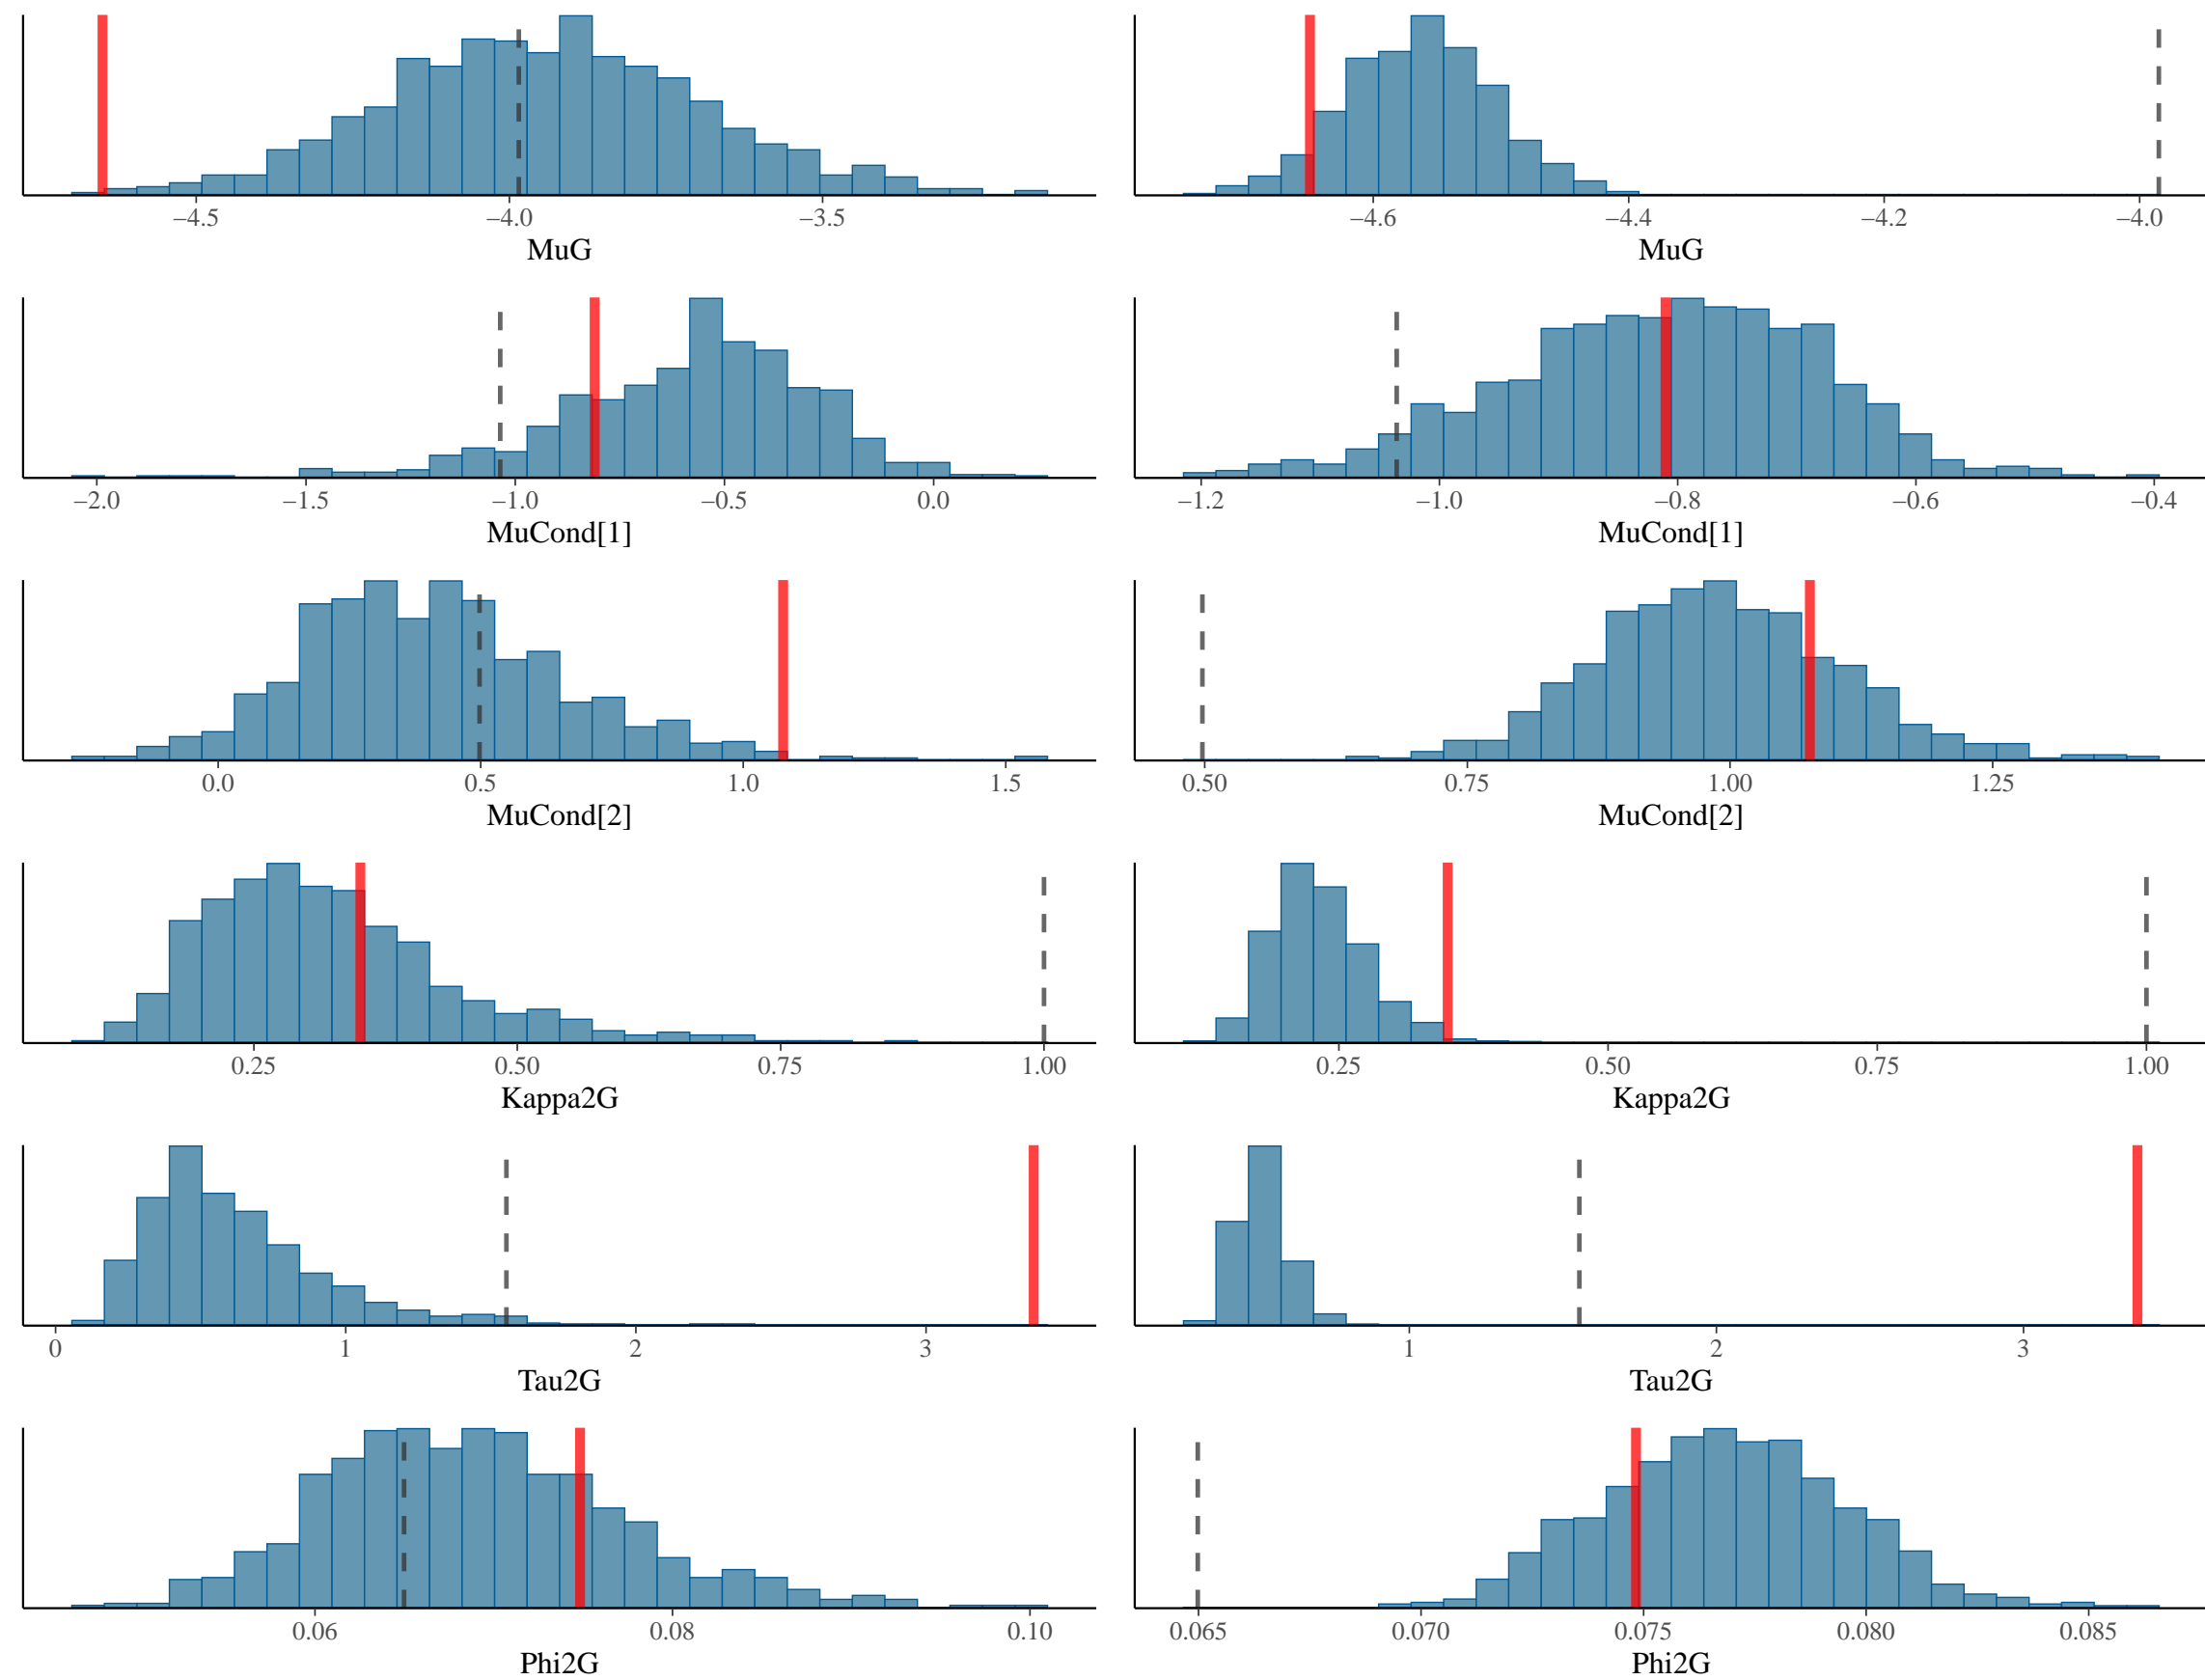 −4.5 −4.0 −3.5
MuG
−4.6 −4.4 −4.2 −4.0
MuG
−2.0 −1.5 −1.0 −0.5 0.0
MuCond[1]
−1.2 −1.0 −0.8 −0.6 −0.4
MuCond[1]
0.0 0.5 1.0 1.5
MuCond[2]
0.50 0.75 1.00 1.25
MuCond[2]
0.25 0.50 0.75 1.00
Kappa2G
0.25 0.50 0.75 1.00
Kappa2G
0 1 2 3
Tau2G
1 2 3
Tau2G
0.06 0.08 0.10
Phi2G
0.065 0.070 0.075 0.080 0.085
Phi2G